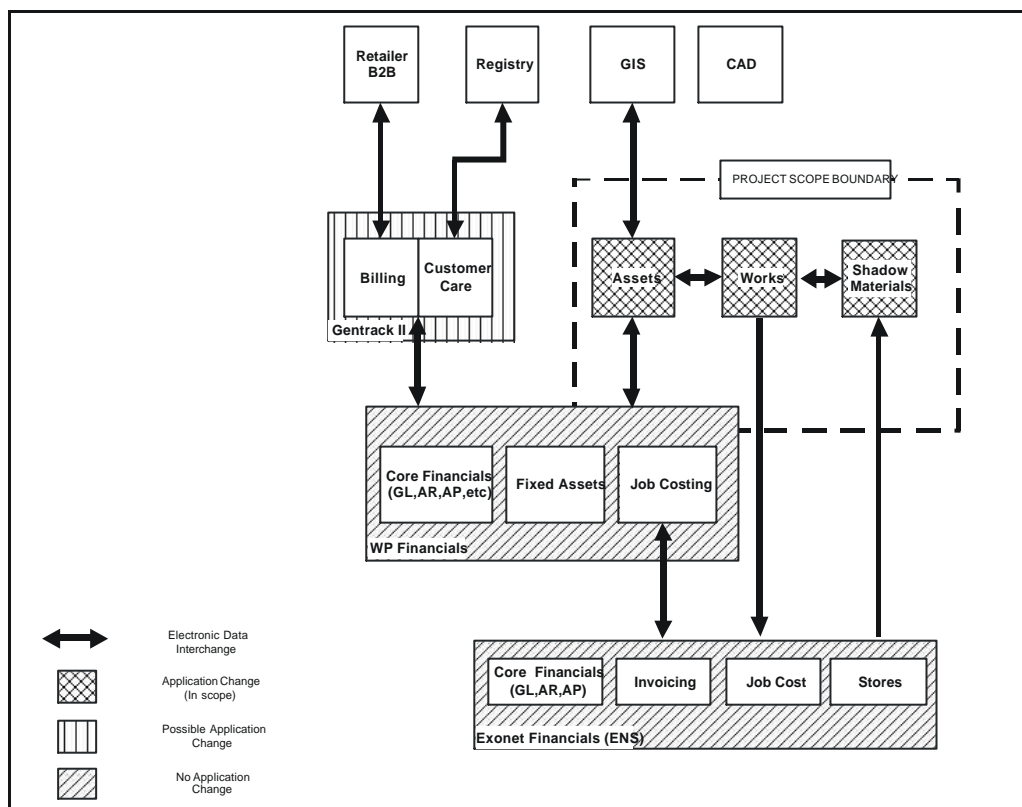 Retailer
B2B
Registry
GIS
CAD
PROJECT SCOPE BOUNDARY
Billing
Customer
Care
Gentrack II
Assets
Works
Shadow
Materials
Core Financials
(GL,AR,AP,etc)
Fixed Assets
Job Costing
WP Financials
Core Financials
(GL,AR,AP)
Invoicing
Job Cost
Stores
Exonet Financials (ENS)
Electronic Data
Interchange
Application Change
(In scope)
Possible Application
Change
No Application
Change